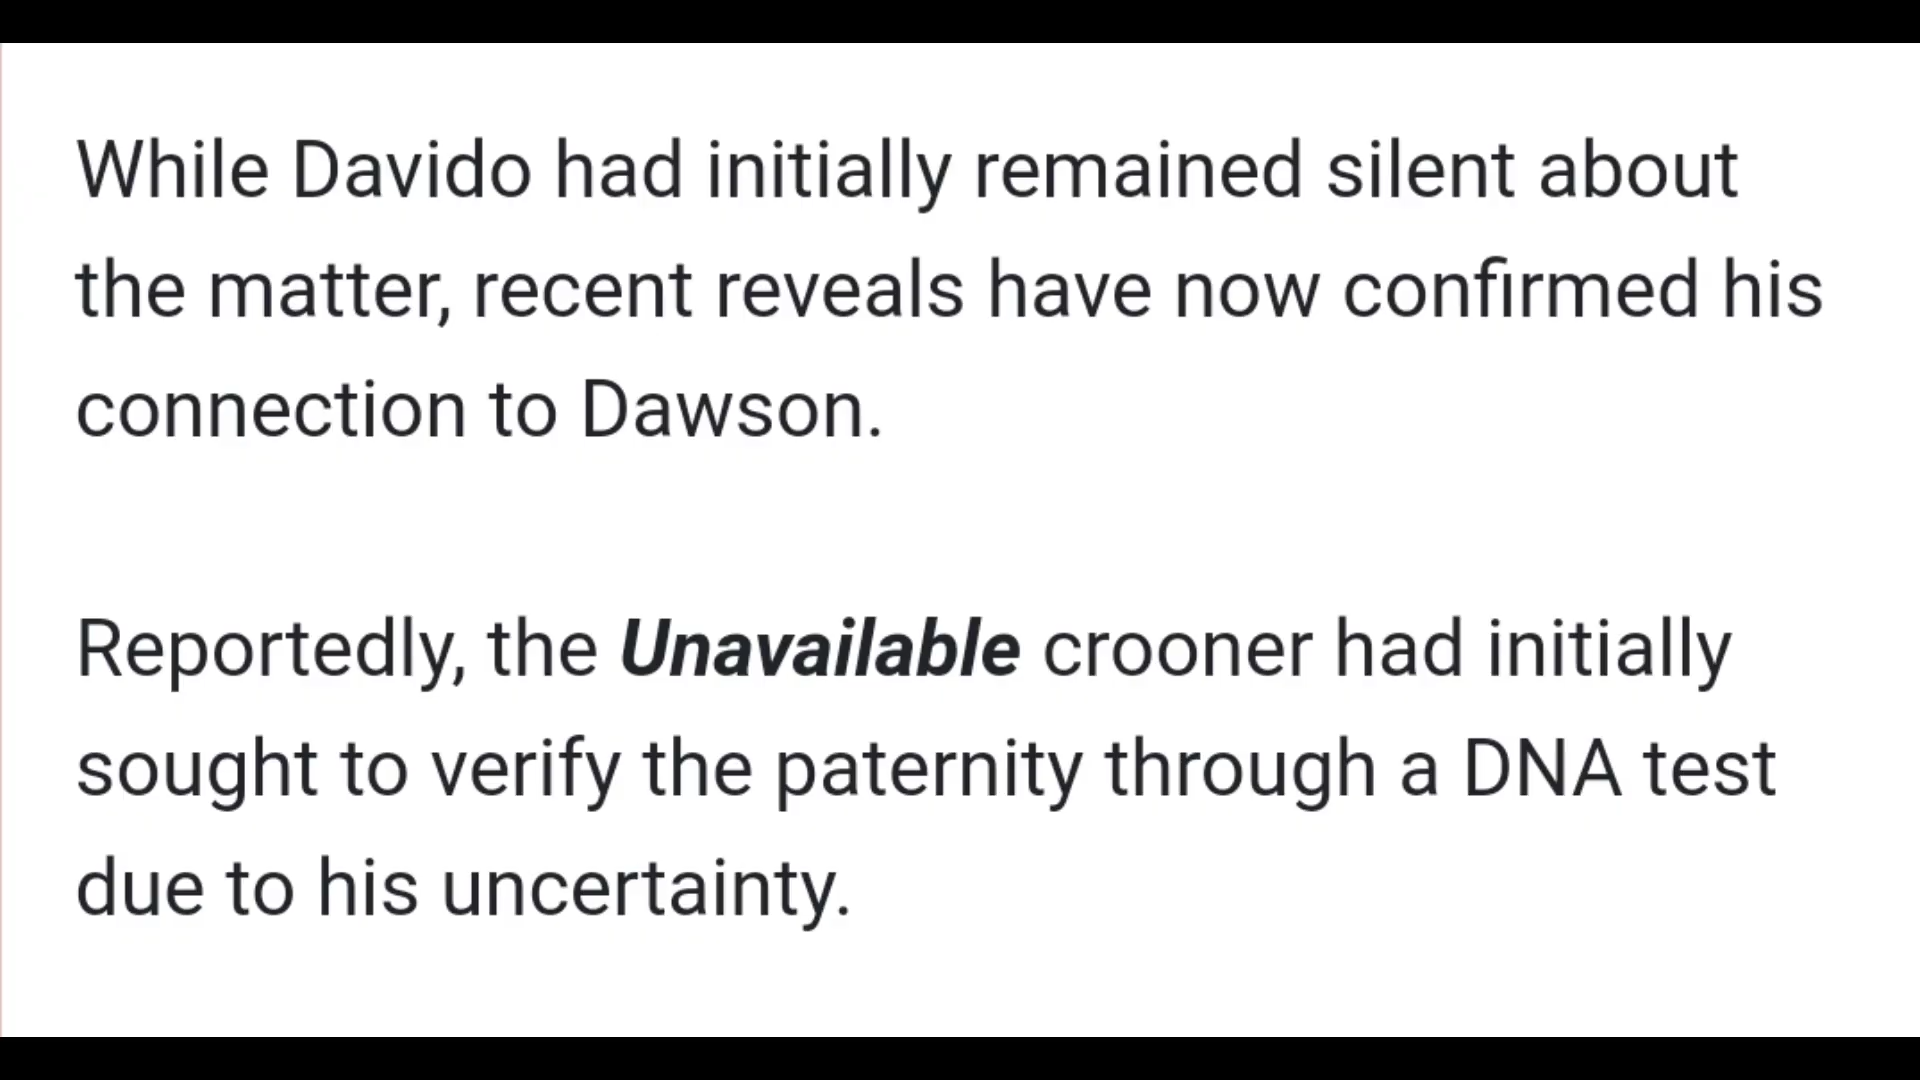 While Davido had initially remained silent about
the matter, recent reveals have now confirmed his
connection to Dawson.
Reportedly, the Unavailable crooner had initially
sought to verify the paternity through a DNA test
due to his uncertainty.